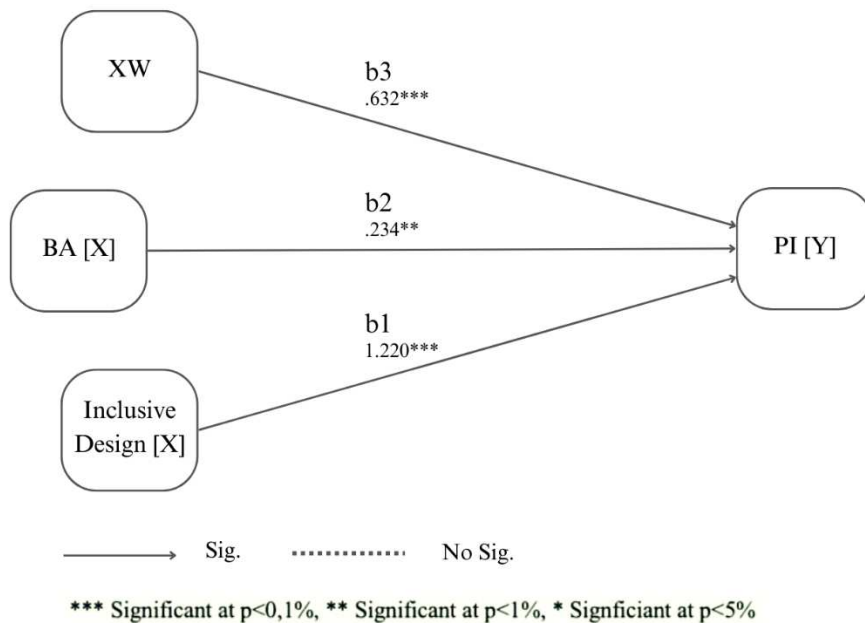 XW
b3
.632***
BA [X]
b2
.234**
PI [Y]
b1
1.220***
Inclusive
Design [X]
Sig.
No Sig.
*** Significant at p<0,1%, ** Significant at p<1%, * Signficiant at p<5%